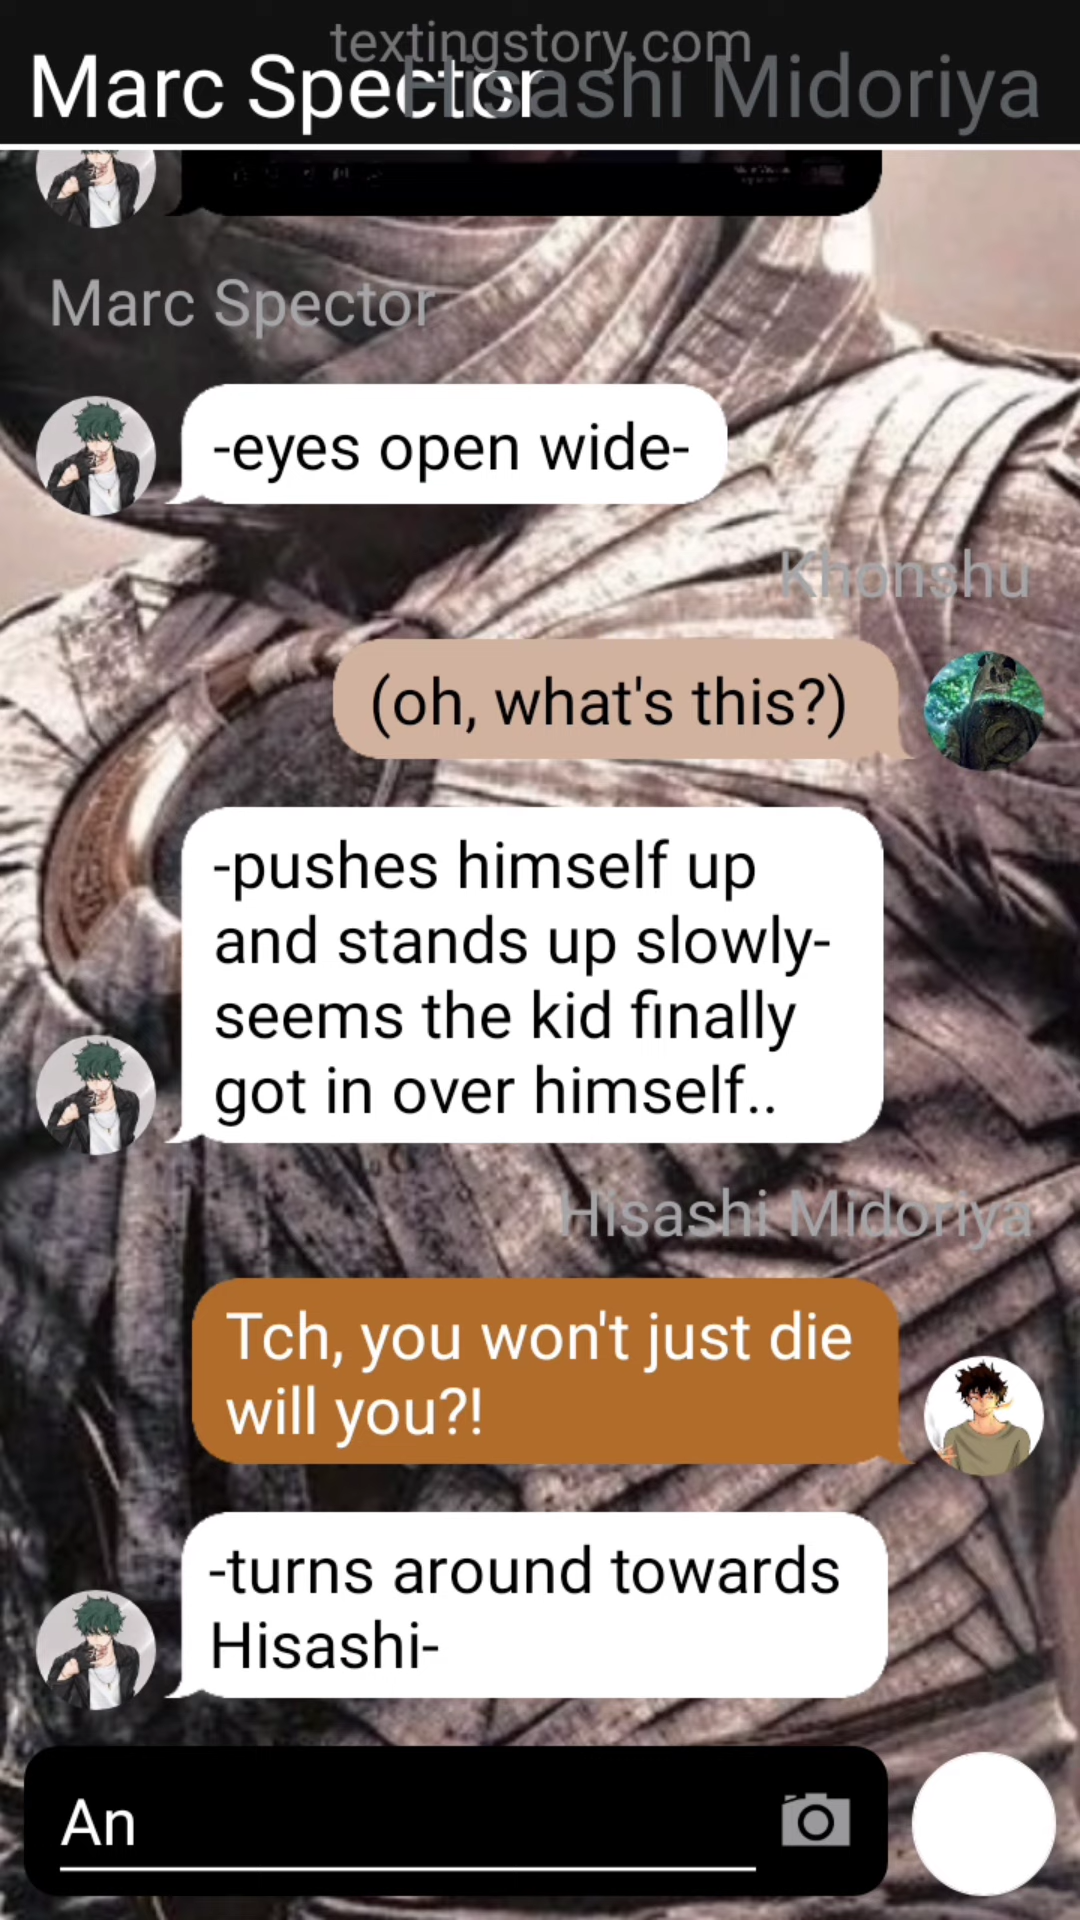 textingstory.com
Marc Spector
Hisashi Midoriya
Marc Spector
-eyes open wide-
Khonshu
(oh, what's this?)
-pushes himself up
and stands up slowly-
seems the kid finally
got in over himself..
Hisashi Midoriya
Tch, you won't just die
will you?!
-turns around towards
Hisashi-
An